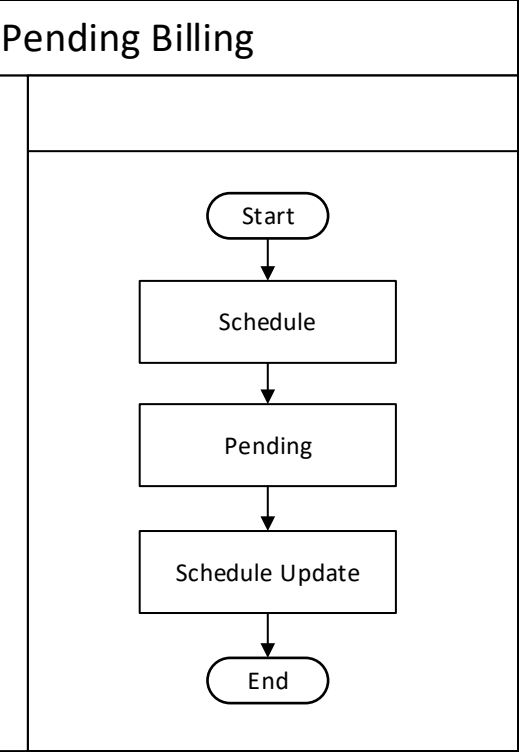 Pending Billing
Start
Schedule
Pending
Schedule Update
End